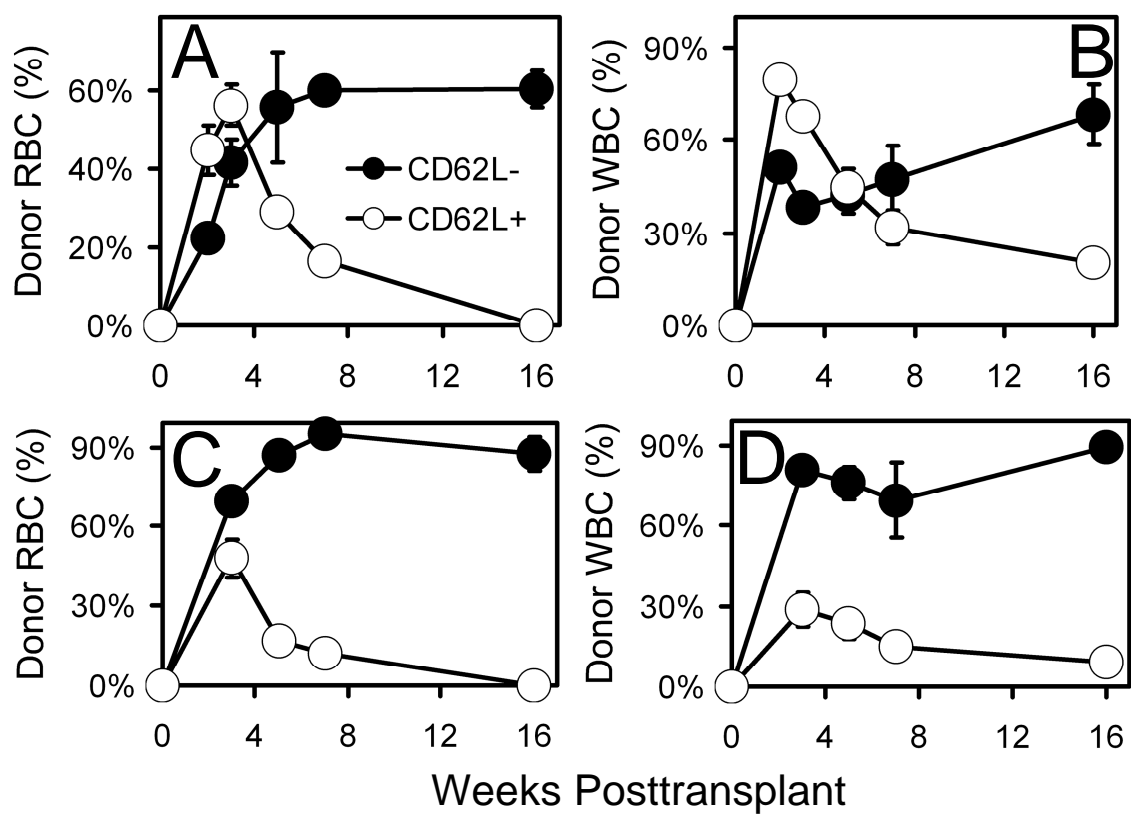 A
Donor RBC (%)
60%
40%
20%
0%
CD62L-
CD62L+
0 4 8 12 16
B
Donor WBC (%)
90%
60%
30%
0%
0 4 8 12 16
C
Donor RBC (%)
90%
60%
30%
0%
0 4 8 12 16
D
Donor WBC (%)
90%
60%
30%
0%
0 4 8 12 16
Weeks Posttransplant